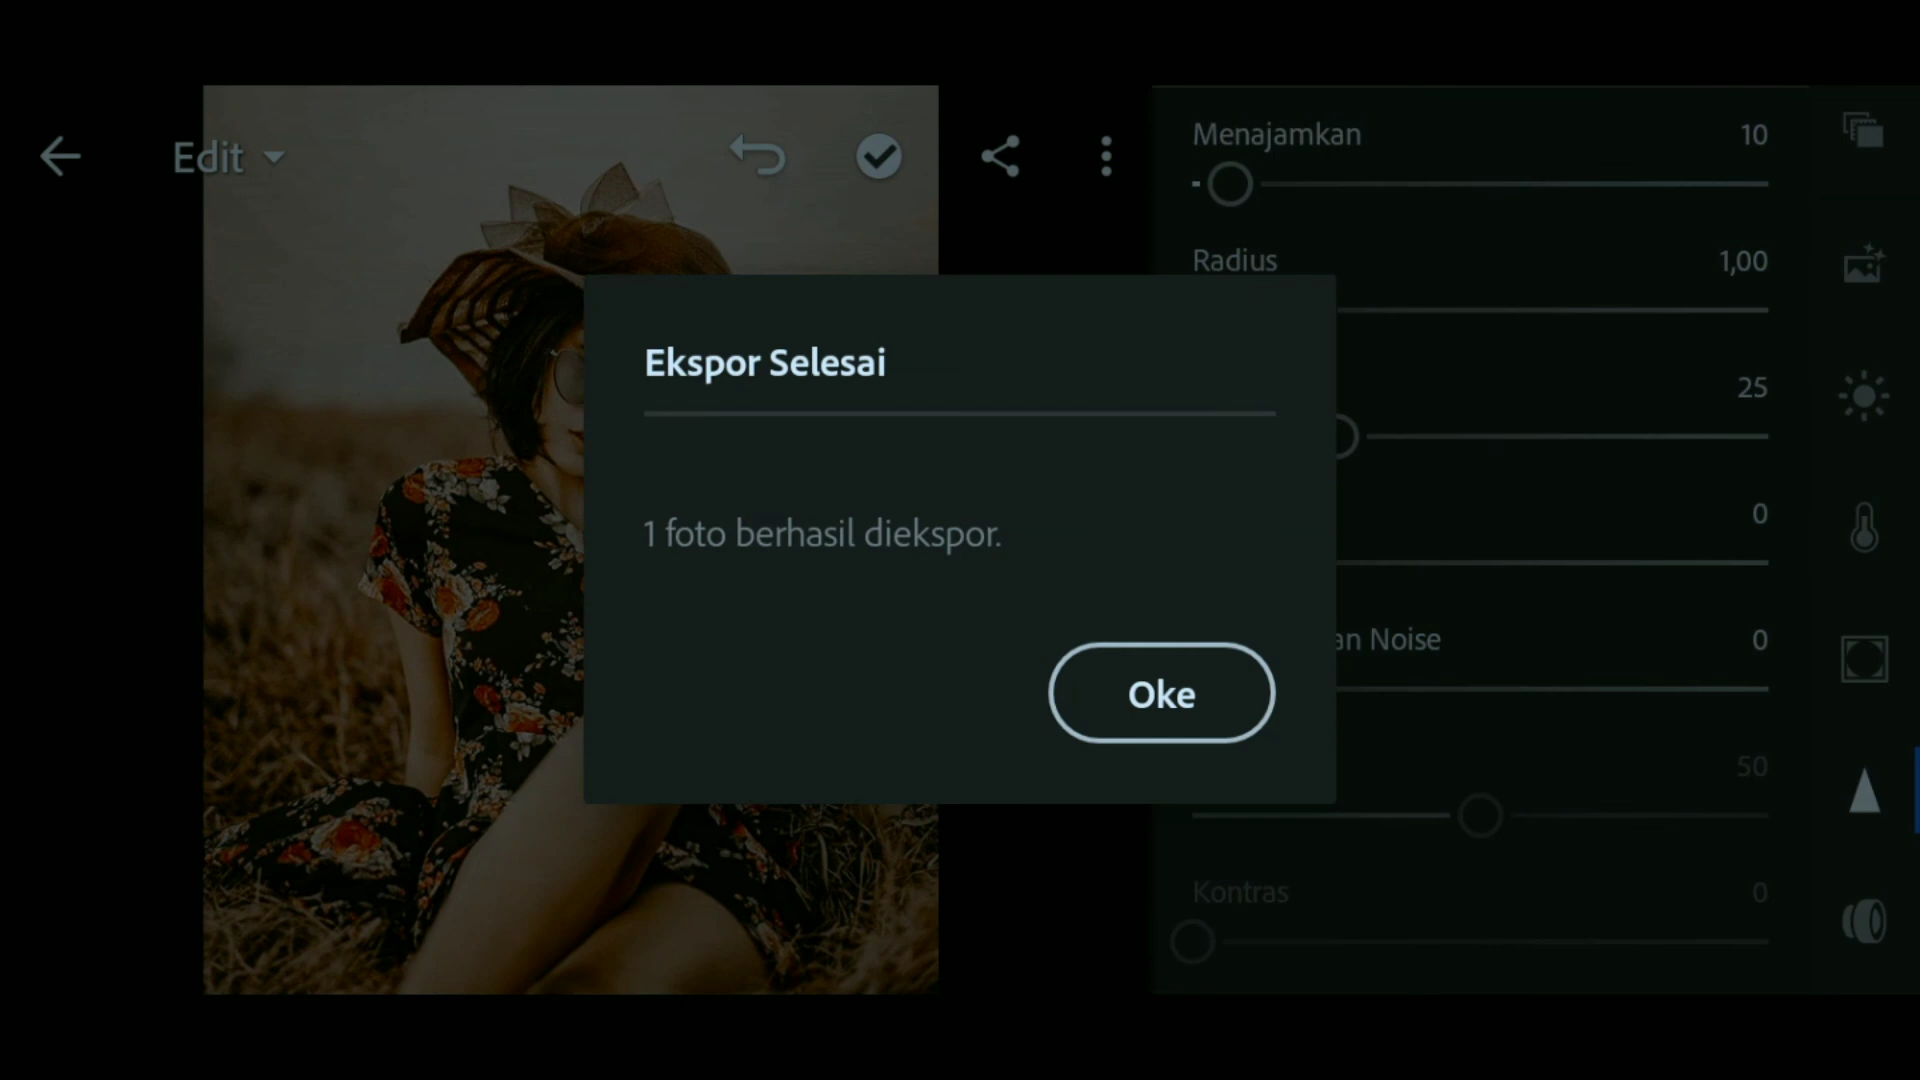 Edit
Menajamkan 10
Radius 1,00
25
0
an Noise 0
50
Kontras 0
Ekspor Selesai
1 foto berhasil diekspor.
Oke